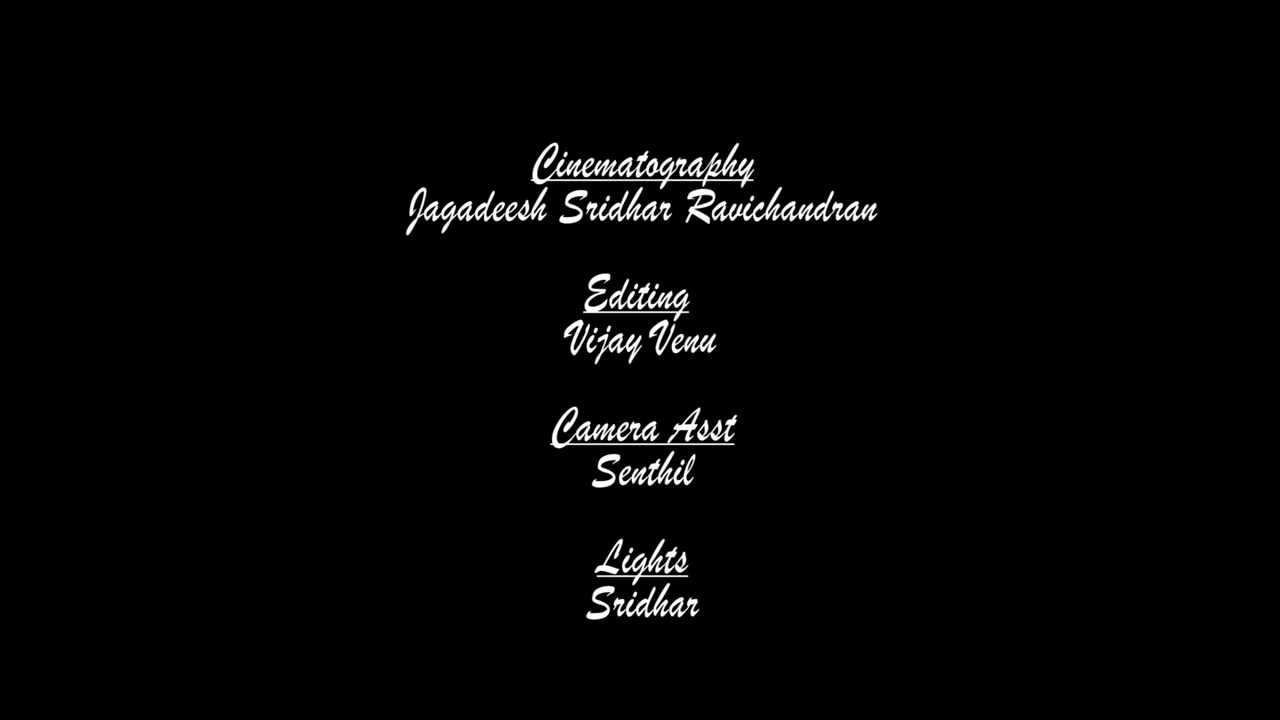 Cinematography
Jagadeesh Sridhar Ravichandran
Editing
Vijay Venu
Camera Asst
Senthil
Lights
Sridhar